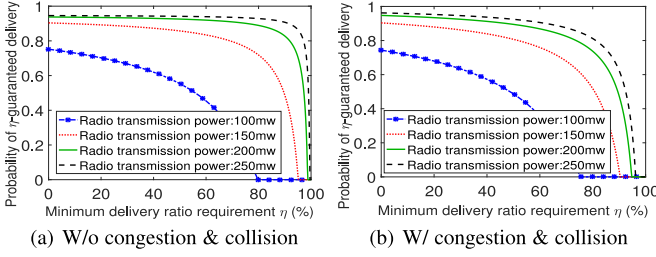 Probability of η-guaranteed delivery
1
0.8
0.6
0.4
0.2
0
Radio transmission power:100mw
Radio transmission power:150mw
Radio transmission power:200mw
Radio transmission power:250mw
0 20 40 60 80 100
Minimum delivery ratio requirement η (%)
(a) W/o congestion & collision
Probability of η-guaranteed delivery
1
0.8
0.6
0.4
0.2
0
Radio transmission power:100mw
Radio transmission power:150mw
Radio transmission power:200mw
Radio transmission power:250mw
0 20 40 60 80 100
Minimum delivery ratio requirement η (%)
(b) W/ congestion & collision